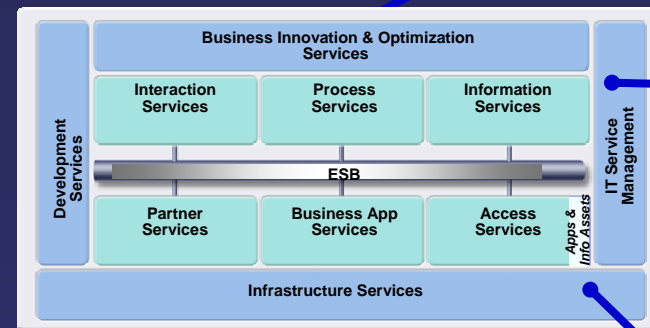 Business Innovation & Optimization
Services
Development
Services
Interaction
Services
Process
Services
Information
Services
IT Service
Management
ESB
Partner
Services
Business App
Services
Access
Services
Apps &
Info Assets
Infrastructure Services